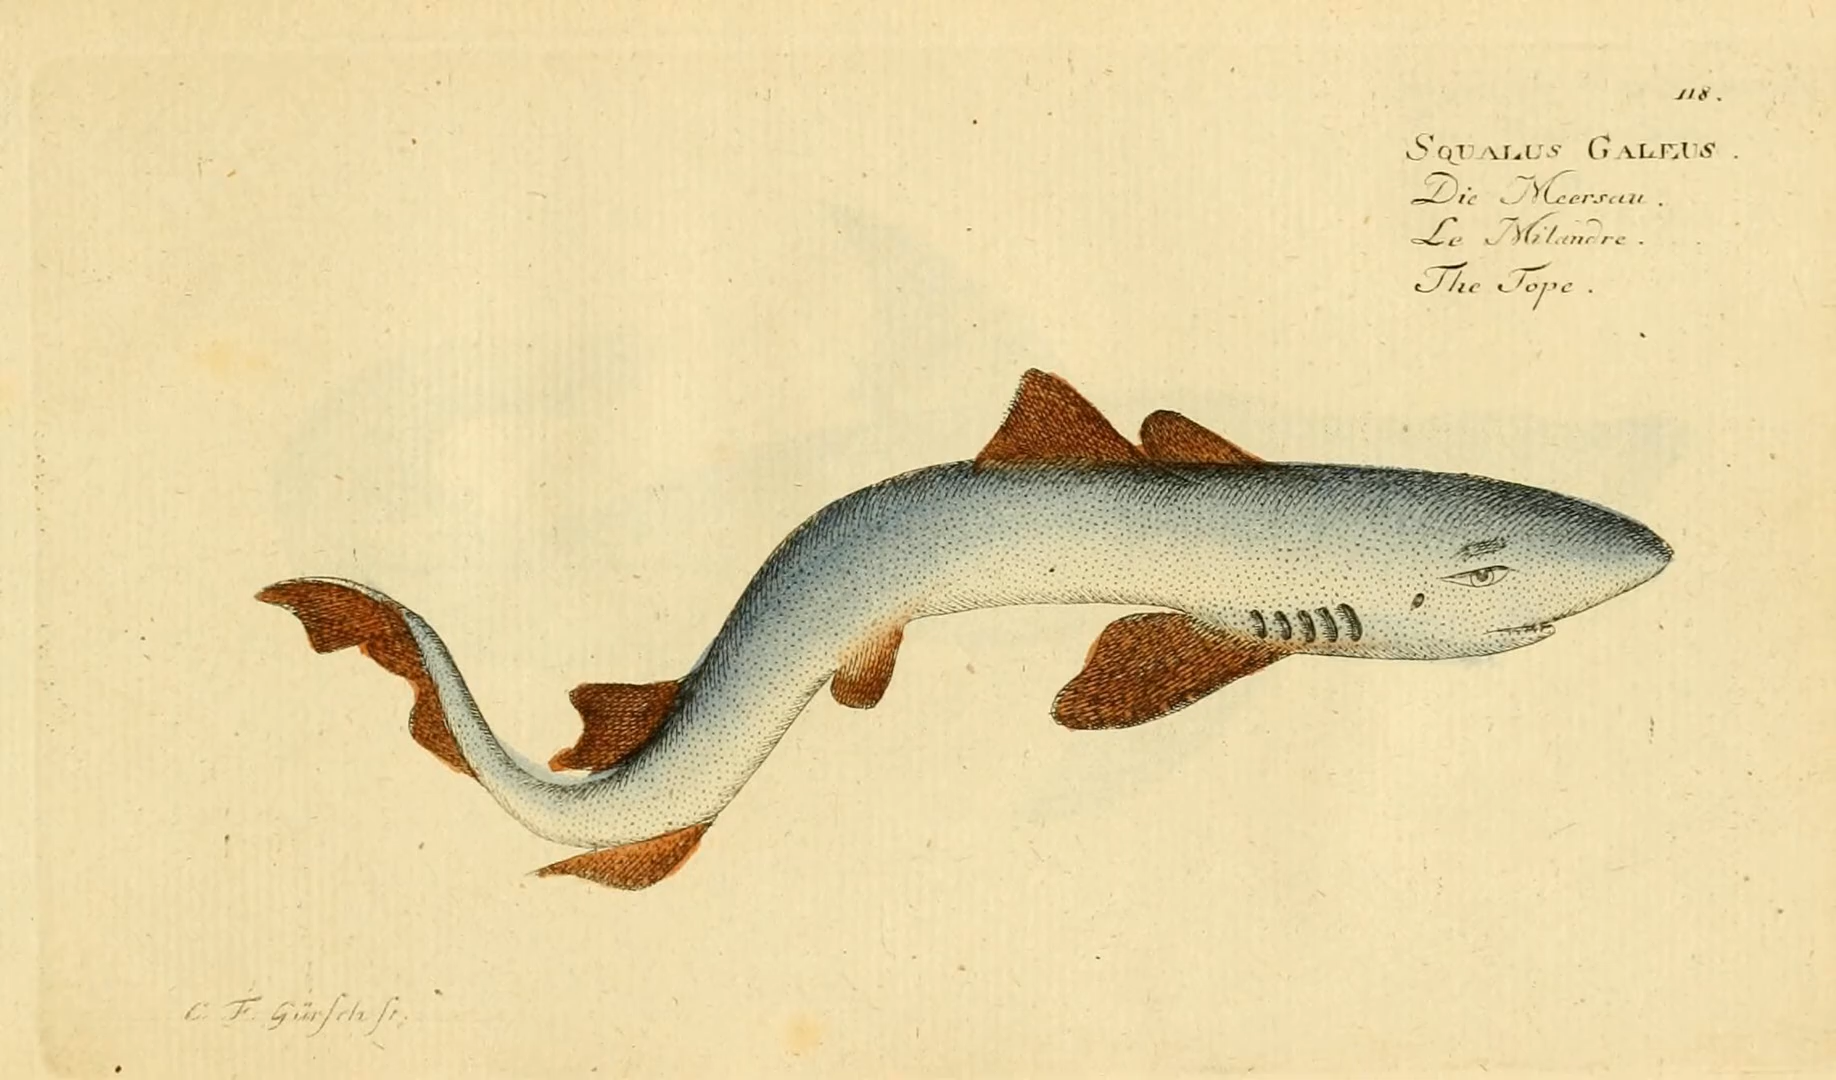 118.
SQUALUS GALEUS.
Die Meersau.
Le Milandre.
The Tope.
C. F. Gürsch sc.